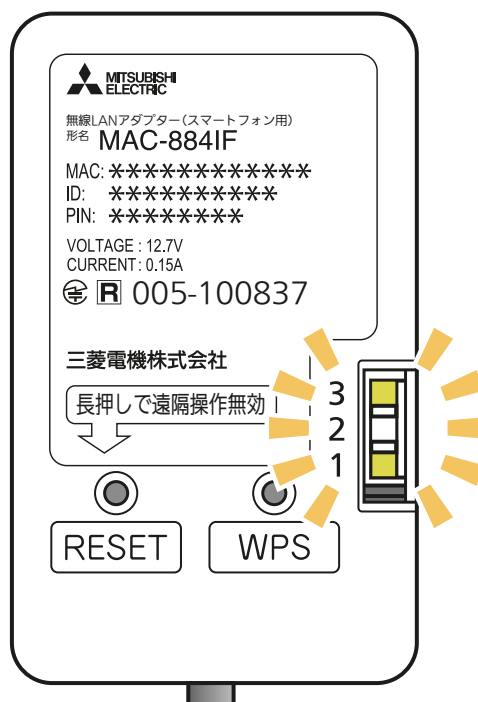 MITSUBISHI
ELECTRIC
無線LANアダプター(スマートフォン用)
形名 MAC-884IF
MAC: ************
ID: **********
PIN: ********
VOLTAGE : 12.7V
CURRENT : 0.15A
R 005-100837
三菱電機株式会社
長押しで遠隔操作無効
3
2
1
RESET
WPS